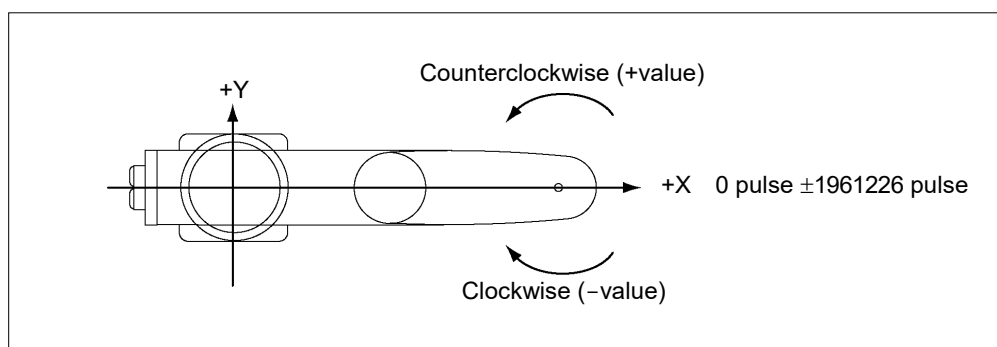 Counterclockwise (+value)
+Y
+X 0 pulse ±1961226 pulse
Clockwise (−value)